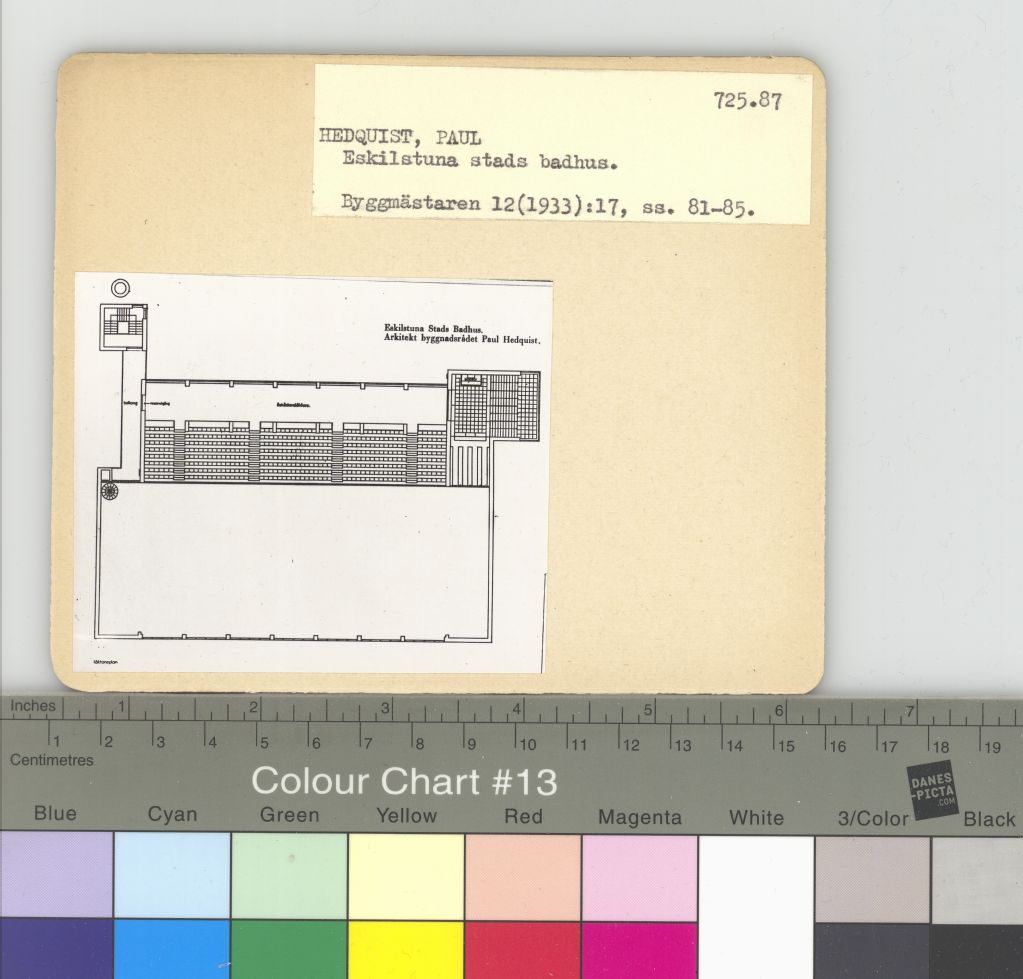 725.87
HEDQUIST, PAUL
Eskilstuna stads badhus.
Byggmästaren 12(1933):17, ss. 81-85.
Eskilstuna Stads Badhus.
Arkitekt byggnadsrådet Paul Hedquist.
Inches 1 2 3 4 5 6 7
1 2 3 4 5 6 7 8 9 10 11 12 13 14 15 16 17 18 19
Centimetres
Colour Chart #13
DANES
-PICTA
.COM
Blue Cyan Green Yellow Red Magenta White 3/Color Black